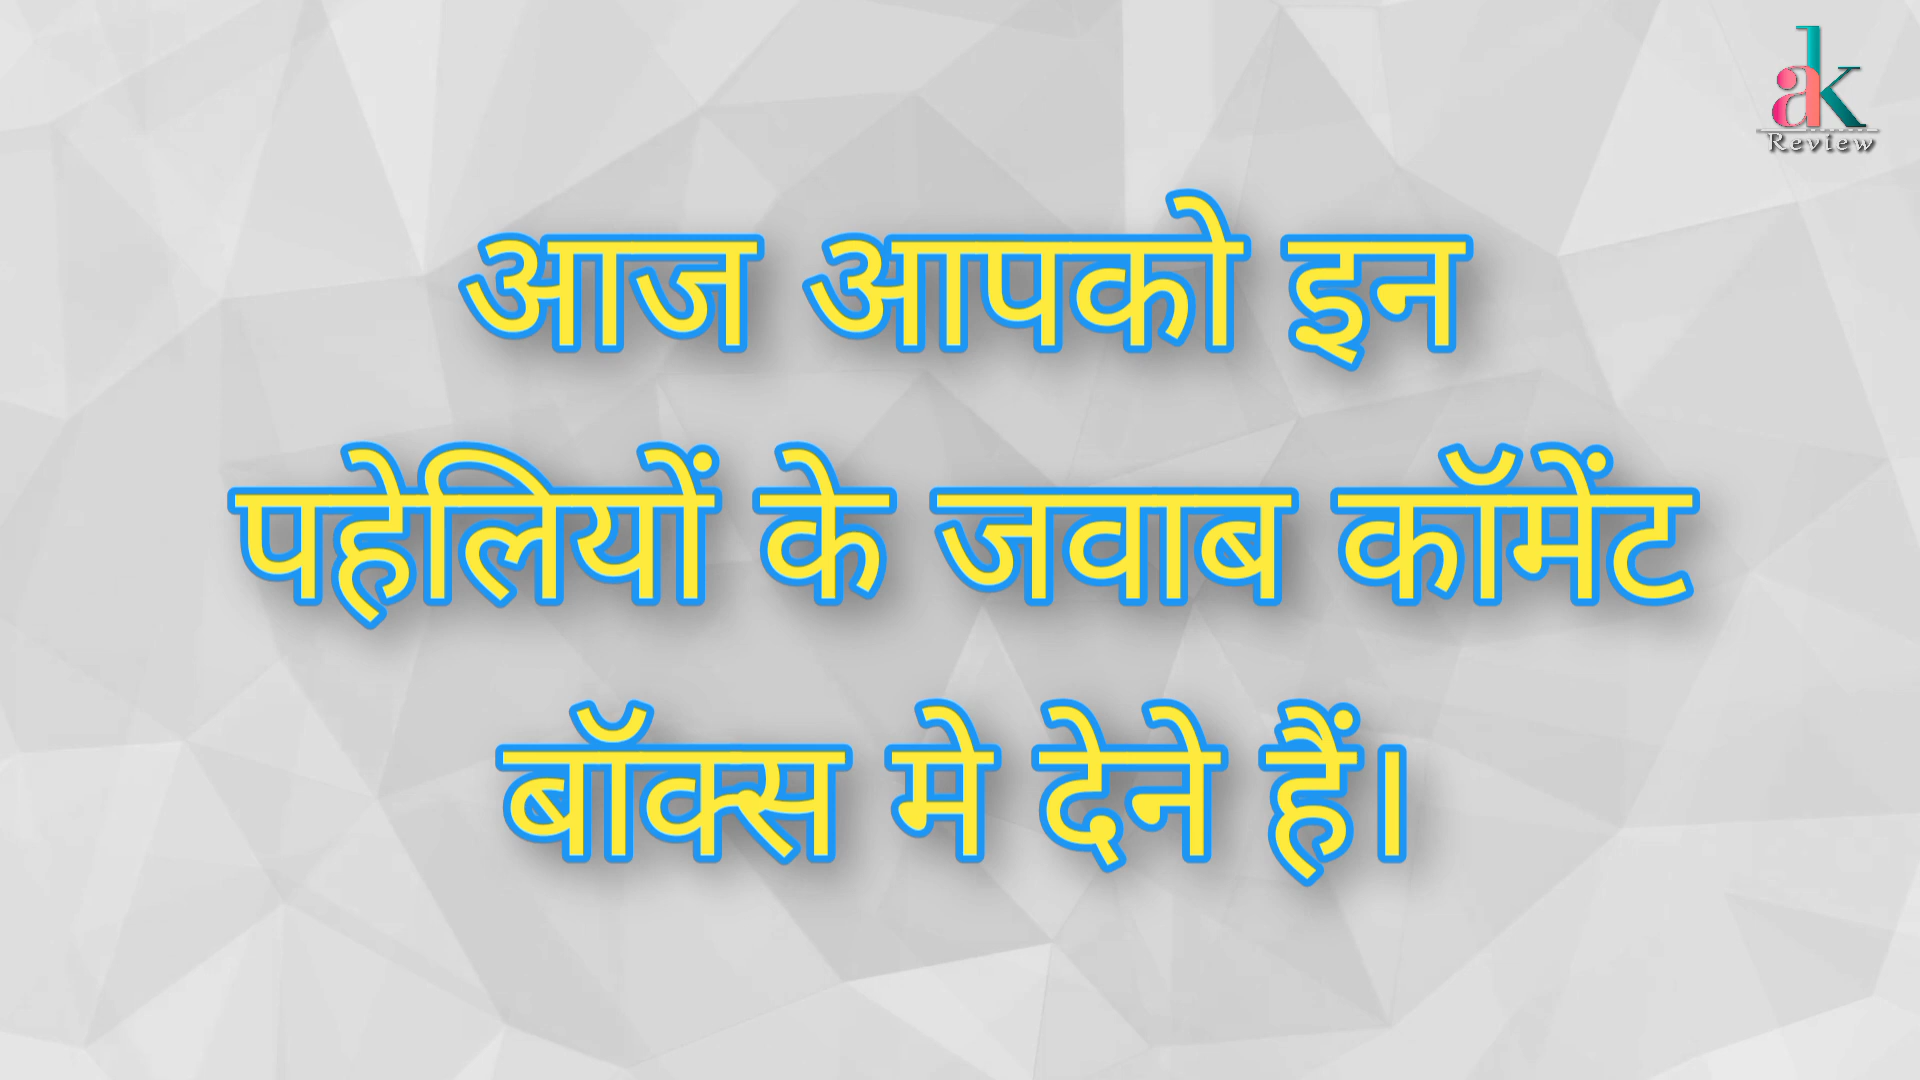 ak
Review
आज आपको इन
पहेलियों के जवाब कॉमेंट
बॉक्स मे देने हैं।